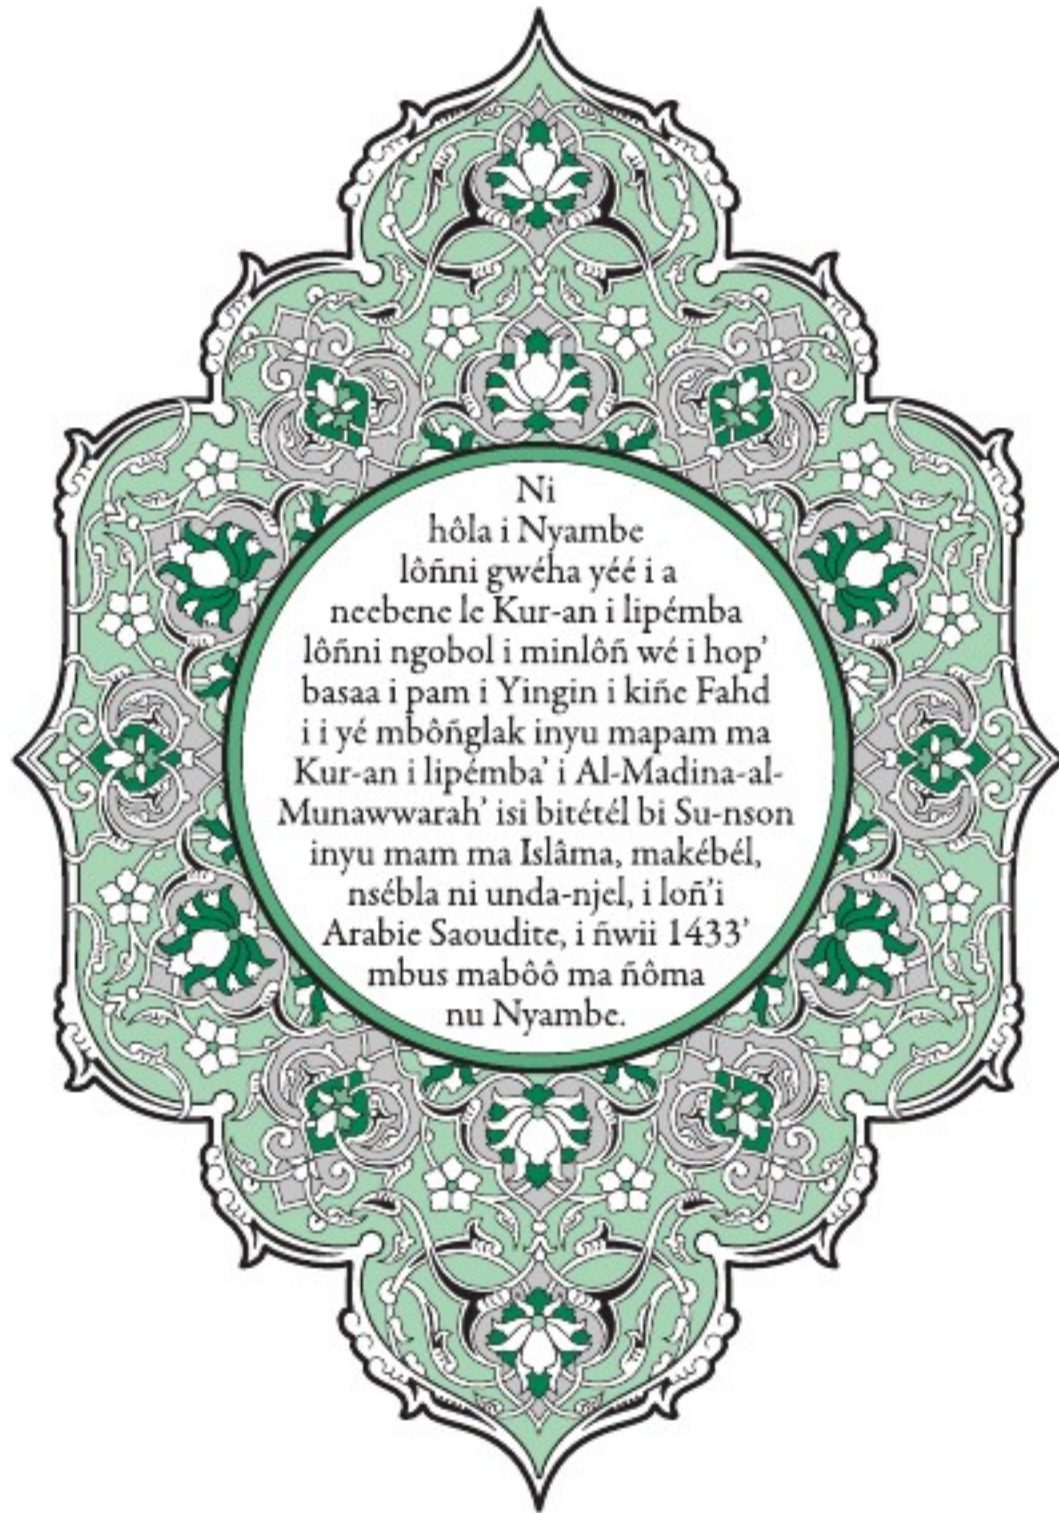 Ni
hôla i Nyambe
lôñni gwéha yéé i a
neebene le Kur-an i lipémba
lôñni ngobol i minlôñ wé i hop’
basaa i pam i Yingin i kiñe Fahd
i i yé mbôñglak inyu mapam ma
Kur-an i lipémba’ i Al-Madina-al-
Munawwarah’ isi bitétél bi Su-nson
inyu mam ma Islâma, makébél,
nsébla ni unda-njel, i loñ’i
Arabie Saoudite, i ñwii 1433’
mbus mabôô ma ñôma
nu Nyambe.